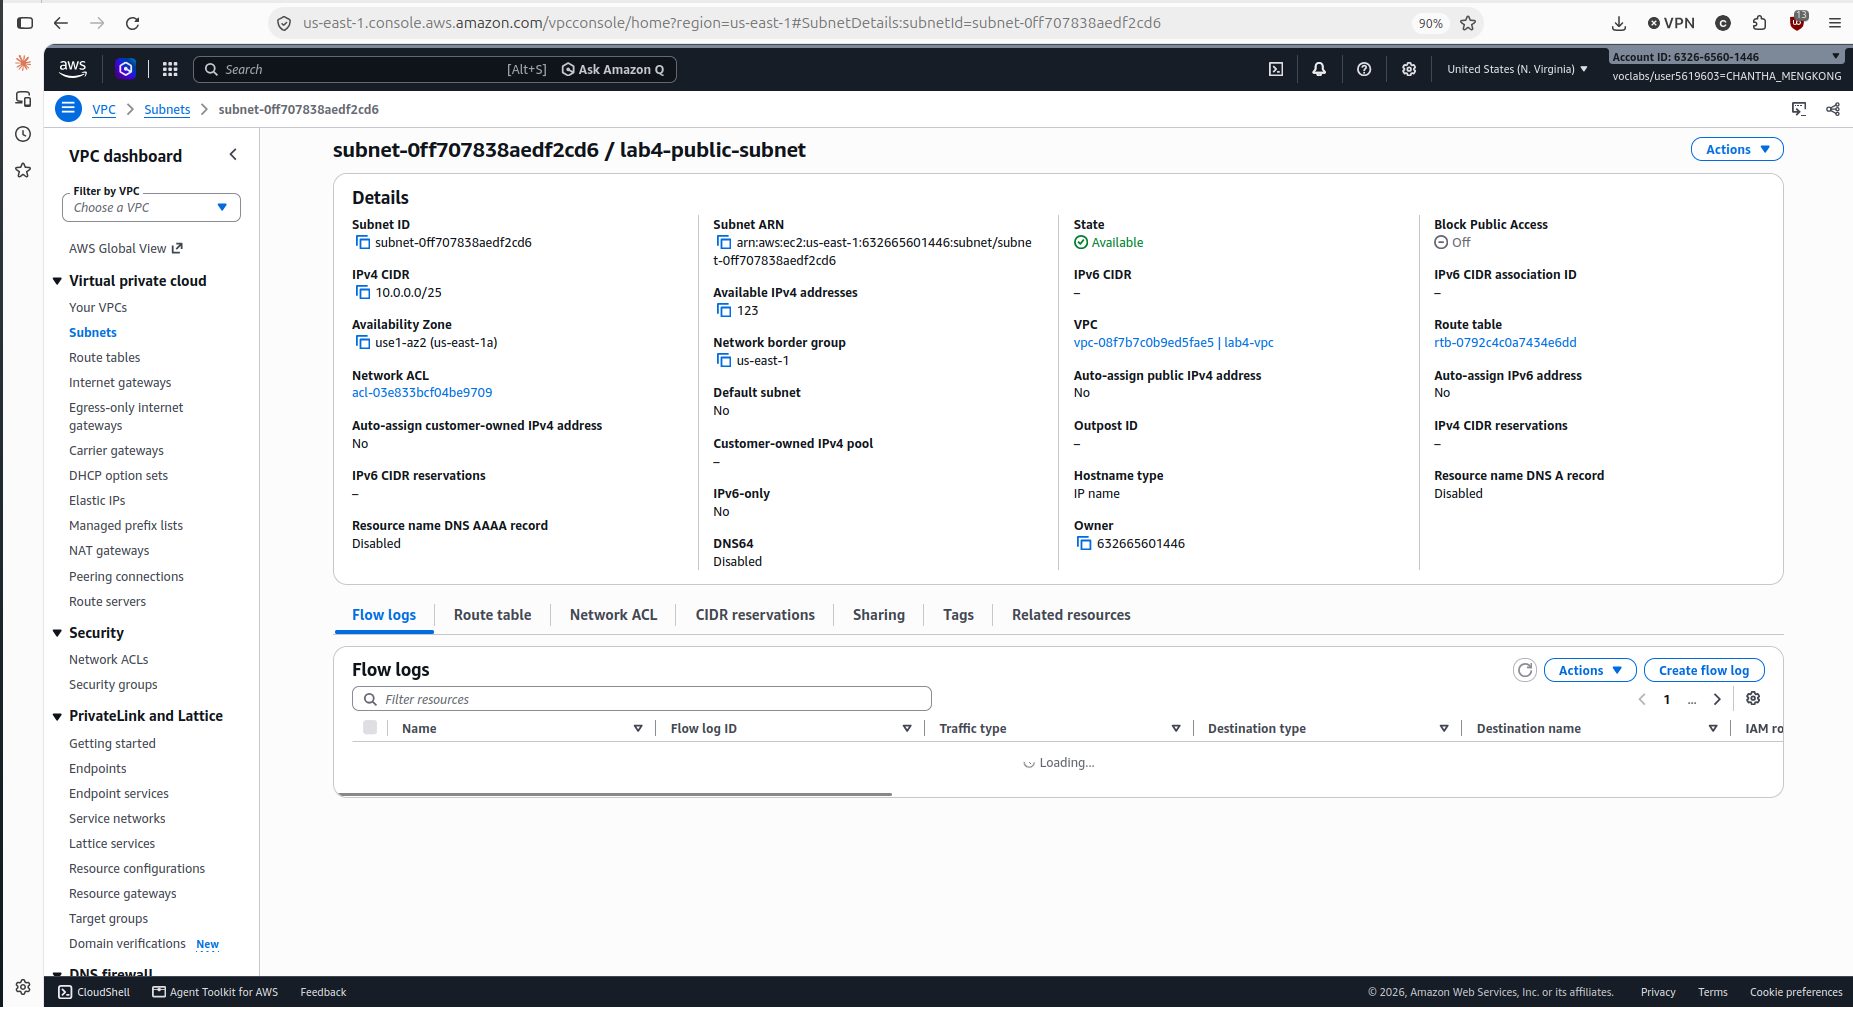 us-east-1.console.aws.amazon.com/vpcconsole/home?region=us-east-1#SubnetDetails:subnetId=subnet-0ff707838aedf2cd6
90%
VPN
C
13
aws
Search
[Alt+S]
Ask Amazon Q
United States (N. Virginia)
Account ID: 6326-6560-1446
voclabs/user5619603=CHANTHA_MENGKONG
VPC
Subnets
subnet-0ff707838aedf2cd6
VPC dashboard
Filter by VPC
Choose a VPC
AWS Global View
Virtual private cloud
Your VPCs
Subnets
Route tables
Internet gateways
Egress-only internet
gateways
Carrier gateways
DHCP option sets
Elastic IPs
Managed prefix lists
NAT gateways
Peering connections
Route servers
Security
Network ACLs
Security groups
PrivateLink and Lattice
Getting started
Endpoints
Endpoint services
Service networks
Lattice services
Resource configurations
Resource gateways
Target groups
Domain verifications New
DNS firewall
subnet-0ff707838aedf2cd6 / lab4-public-subnet
Actions
Details
Subnet ID
subnet-0ff707838aedf2cd6
IPv4 CIDR
10.0.0.0/25
Availability Zone
use1-az2 (us-east-1a)
Network ACL
acl-03e833bcf04be9709
Auto-assign customer-owned IPv4 address
No
IPv6 CIDR reservations
–
Resource name DNS AAAA record
Disabled
Subnet ARN
arn:aws:ec2:us-east-1:632665601446:subnet/subne
t-0ff707838aedf2cd6
Available IPv4 addresses
123
Network border group
us-east-1
Default subnet
No
Customer-owned IPv4 pool
–
IPv6-only
No
DNS64
Disabled
State
Available
IPv6 CIDR
–
VPC
vpc-08f7b7c0b9ed5fae5 | lab4-vpc
Auto-assign public IPv4 address
No
Outpost ID
–
Hostname type
IP name
Owner
632665601446
Block Public Access
Off
IPv6 CIDR association ID
–
Route table
rtb-0792c4c0a7434e6dd
Auto-assign IPv6 address
No
IPv4 CIDR reservations
–
Resource name DNS A record
Disabled
Flow logs
Route table
Network ACL
CIDR reservations
Sharing
Tags
Related resources
Flow logs
Actions
Create flow log
Filter resources
1
...
Name
Flow log ID
Traffic type
Destination type
Destination name
IAM ro
Loading...
CloudShell
Agent Toolkit for AWS
Feedback
© 2026, Amazon Web Services, Inc. or its affiliates.
Privacy
Terms
Cookie preferences